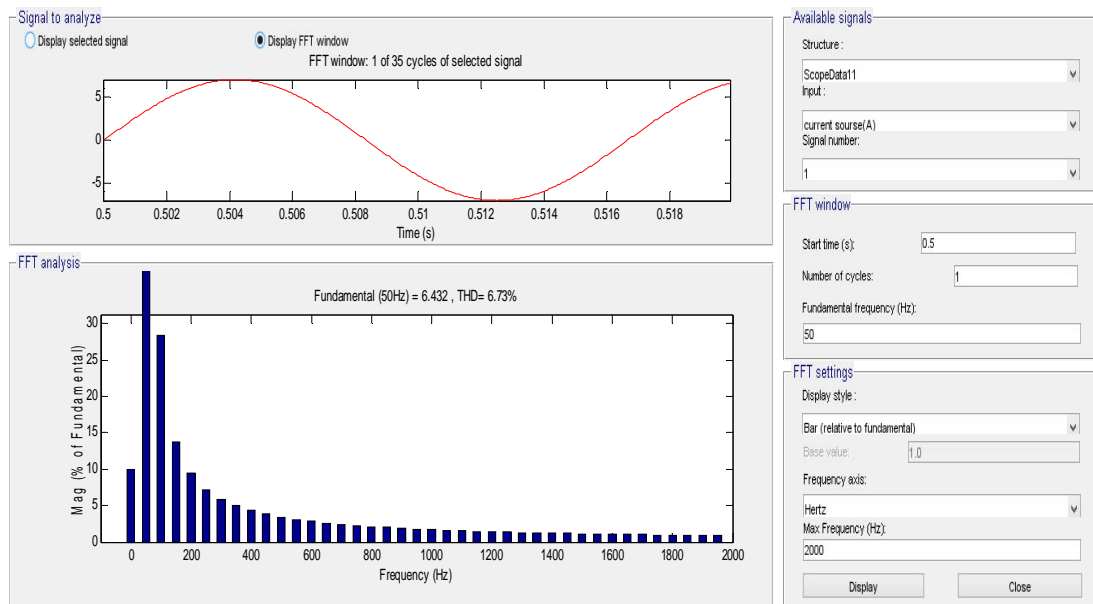 Signal to analyze
Display selected signal
Display FFT window
FFT window: 1 of 35 cycles of selected signal
5
0
-5
0.5 0.502 0.504 0.506 0.508 0.51 0.512 0.514 0.516 0.518
Time (s)
FFT analysis
Fundamental (50Hz) = 6.432 , THD= 6.73%
Mag (% of Fundamental)
30
25
20
15
10
5
0
0 200 400 600 800 1000 1200 1400 1600 1800 2000
Frequency (Hz)
Available signals
Structure :
ScopeData11
Input :
current sourse(A)
Signal number:
1
FFT window
Start time (s): 0.5
Number of cycles: 1
Fundamental frequency (Hz):
50
FFT settings
Display style :
Bar (relative to fundamental)
Base value: 1.0
Frequency axis:
Hertz
Max Frequency (Hz):
2000
Display Close